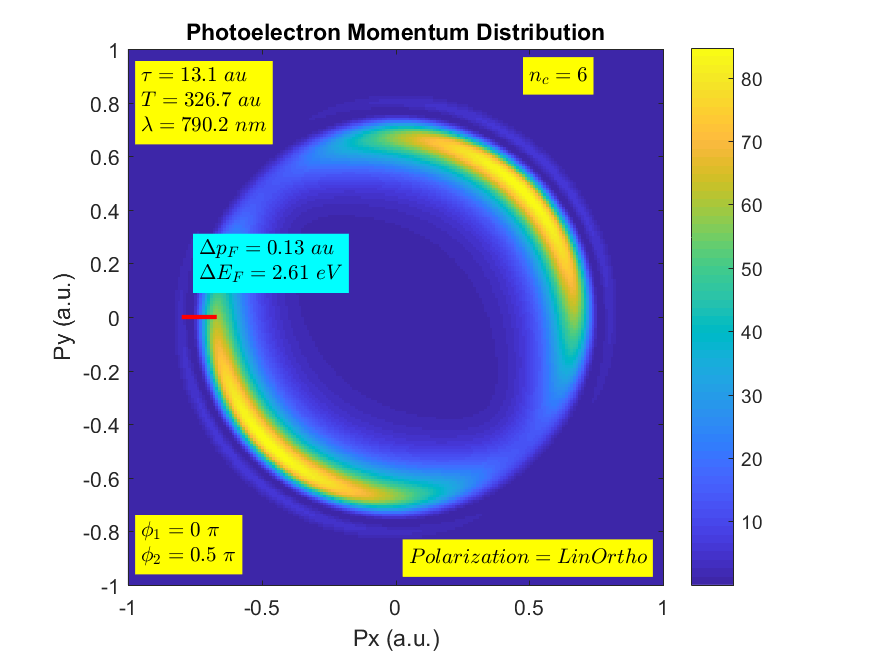 Photoelectron Momentum Distribution
τ = 13.1 au
T = 326.7 au
λ = 790.2 nm
n_c = 6
Δp_F = 0.13 au
ΔE_F = 2.61 eV
ϕ_1 = 0 π
ϕ_2 = 0.5 π
Polarization = LinOrtho
Py (a.u.)
1
0.8
0.6
0.4
0.2
0
-0.2
-0.4
-0.6
-0.8
-1
-1 -0.5 0 0.5 1
Px (a.u.)
80
70
60
50
40
30
20
10